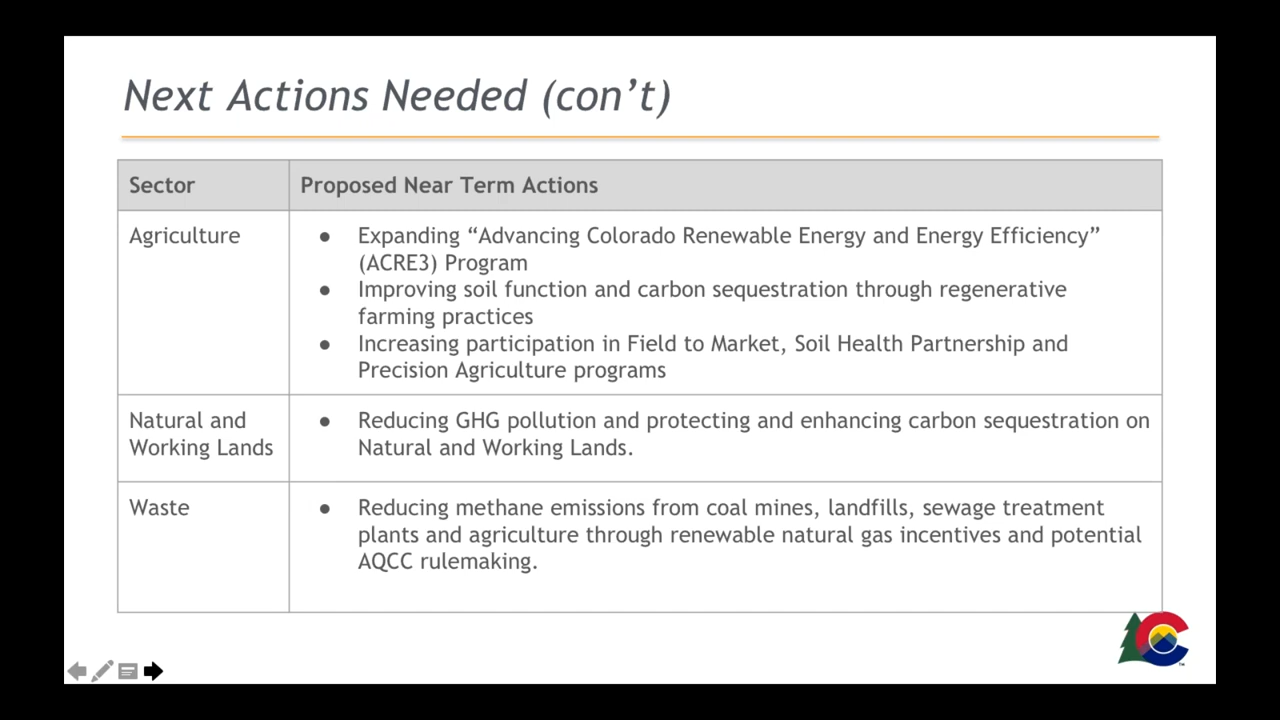 Next Actions Needed (con’t)
Sector
Proposed Near Term Actions
Agriculture
● Expanding “Advancing Colorado Renewable Energy and Energy Efficiency”
(ACRE3) Program
● Improving soil function and carbon sequestration through regenerative
farming practices
● Increasing participation in Field to Market, Soil Health Partnership and
Precision Agriculture programs
Natural and
Working Lands
● Reducing GHG pollution and protecting and enhancing carbon sequestration on
Natural and Working Lands.
Waste
● Reducing methane emissions from coal mines, landfills, sewage treatment
plants and agriculture through renewable natural gas incentives and potential
AQCC rulemaking.